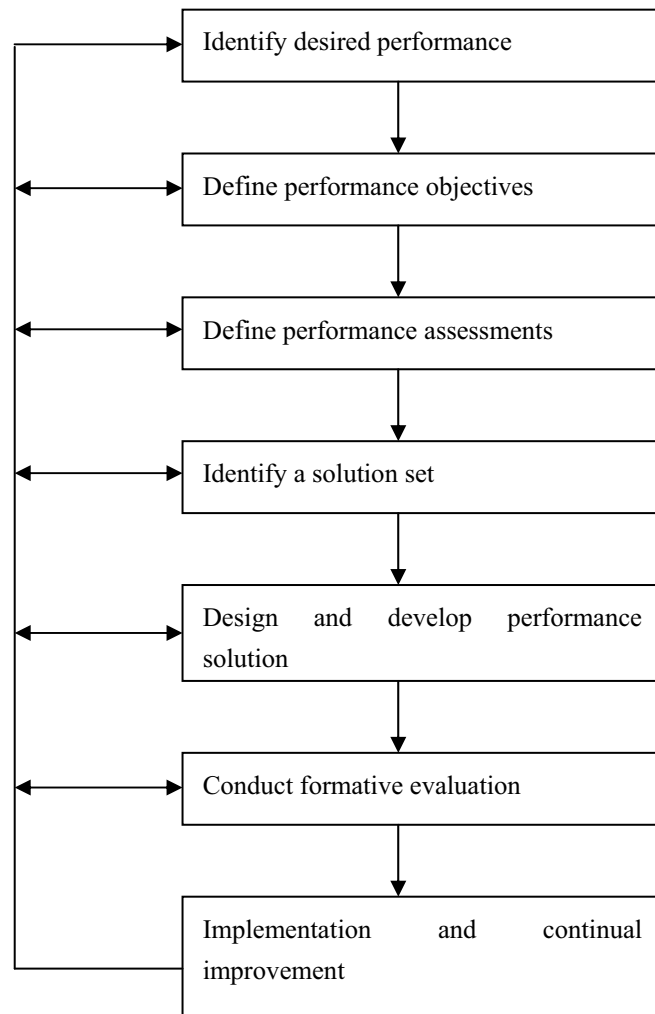 Identify desired performance
Define performance objectives
Define performance assessments
Identify a solution set
Design and develop performance
solution
Conduct formative evaluation
Implementation and continual
improvement